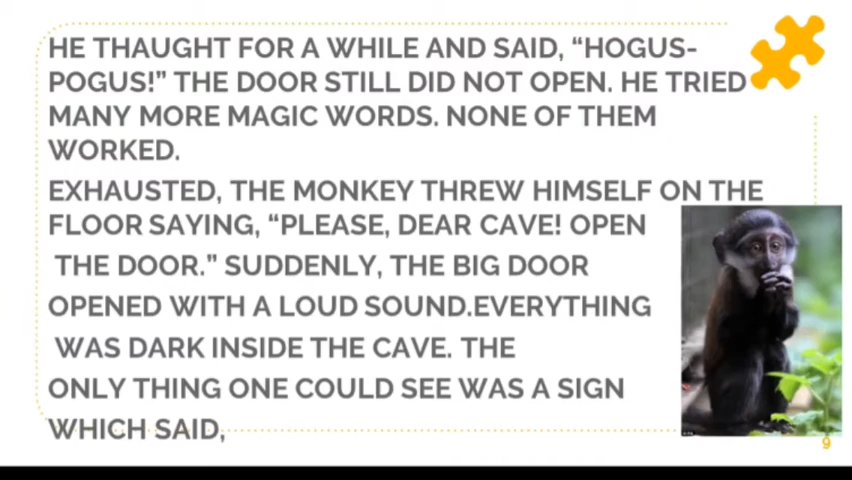 HE THAUGHT FOR A WHILE AND SAID, “HOGUS-
POGUS!” THE DOOR STILL DID NOT OPEN. HE TRIED
MANY MORE MAGIC WORDS. NONE OF THEM
WORKED.
EXHAUSTED, THE MONKEY THREW HIMSELF ON THE
FLOOR SAYING, “PLEASE, DEAR CAVE! OPEN
THE DOOR.” SUDDENLY, THE BIG DOOR
OPENED WITH A LOUD SOUND.EVERYTHING
WAS DARK INSIDE THE CAVE. THE
ONLY THING ONE COULD SEE WAS A SIGN
WHICH SAID,
9